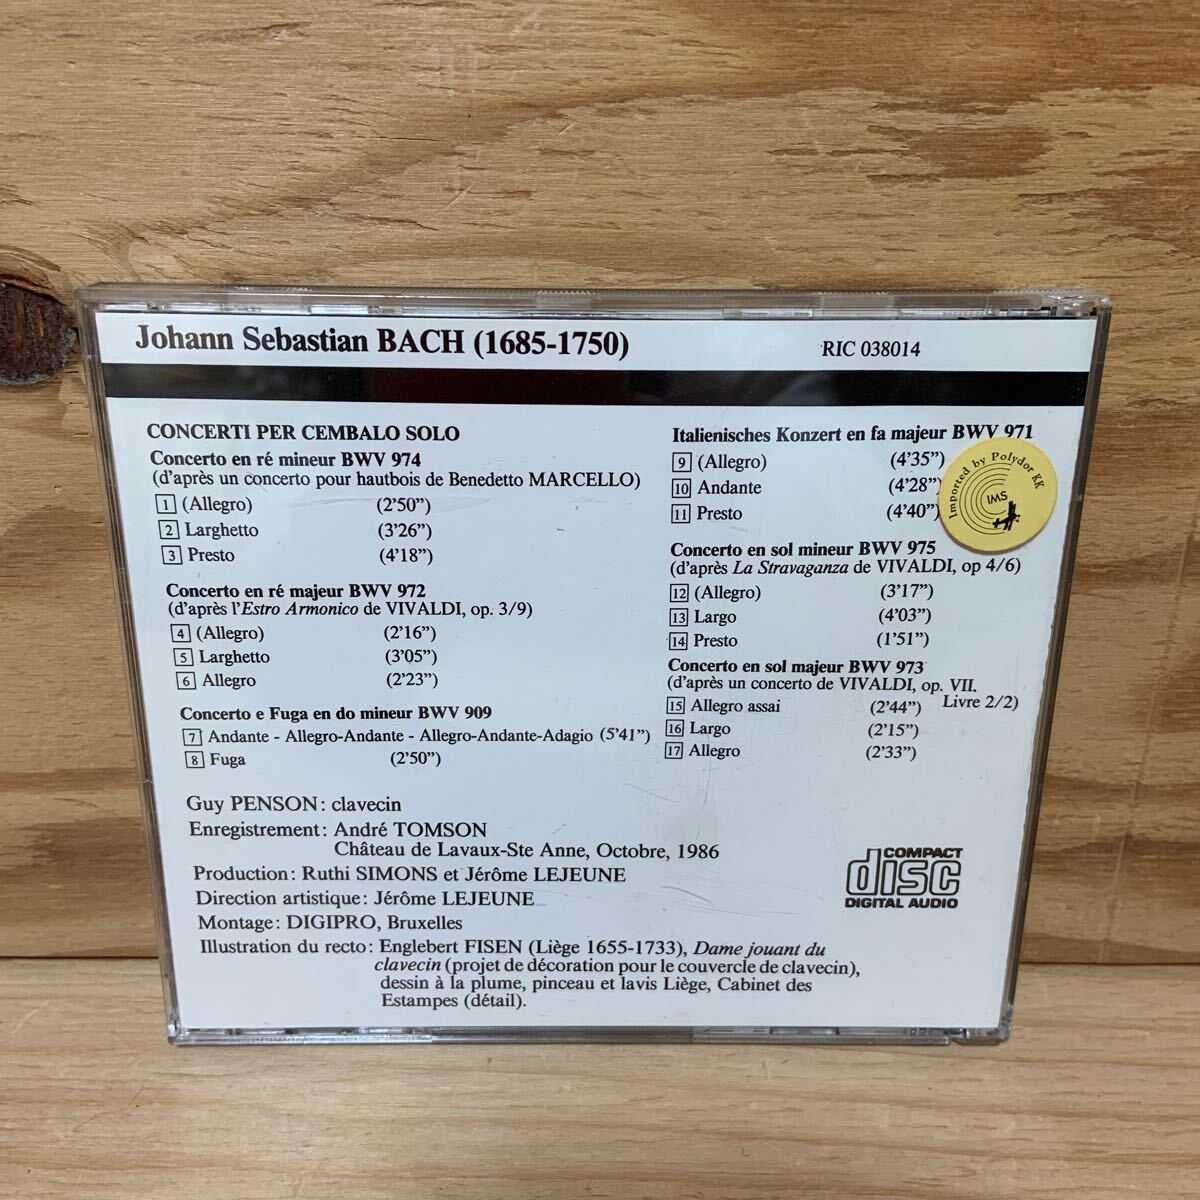 Johann Sebastian BACH (1685-1750)
RIC 038014
CONCERTI PER CEMBALO SOLO
Concerto en ré mineur BWV 974
(d'après un concerto pour hautbois de Benedetto MARCELLO)
1 (Allegro) (2'50")
2 Larghetto (3'26")
3 Presto (4'18")
Concerto en ré majeur BWV 972
(d'après l'Estro Armonico de VIVALDI, op. 3/9)
4 (Allegro) (2'16")
5 Larghetto (3'05")
6 Allegro (2'23")
Concerto e Fuga en do mineur BWV 909
7 Andante - Allegro-Andante - Allegro-Andante-Adagio (5'41")
8 Fuga (2'50")
Italienisches Konzert en fa majeur BWV 971
9 (Allegro) (4'35")
10 Andante (4'28")
11 Presto (4'40")
Imported by Polydor KK
IMS
Concerto en sol mineur BWV 975
(d'après La Stravaganza de VIVALDI, op 4/6)
12 (Allegro) (3'17")
13 Largo (4'03")
14 Presto (1'51")
Concerto en sol majeur BWV 973
(d'après un concerto de VIVALDI, op. VII.
Livre 2/2)
15 Allegro assai (2'44")
16 Largo (2'15")
17 Allegro (2'33")
Guy PENSON: clavecin
Enregistrement: André TOMSON
Château de Lavaux-Ste Anne, Octobre, 1986
Production: Ruthi SIMONS et Jérôme LEJEUNE
Direction artistique: Jérôme LEJEUNE
Montage: DIGIPRO, Bruxelles
Illustration du recto: Englebert FISEN (Liège 1655-1733), Dame jouant du
clavecin (projet de décoration pour le couvercle de clavecin),
dessin à la plume, pinceau et lavis Liège, Cabinet des
Estampes (détail).
COMPACT
disc
DIGITAL AUDIO